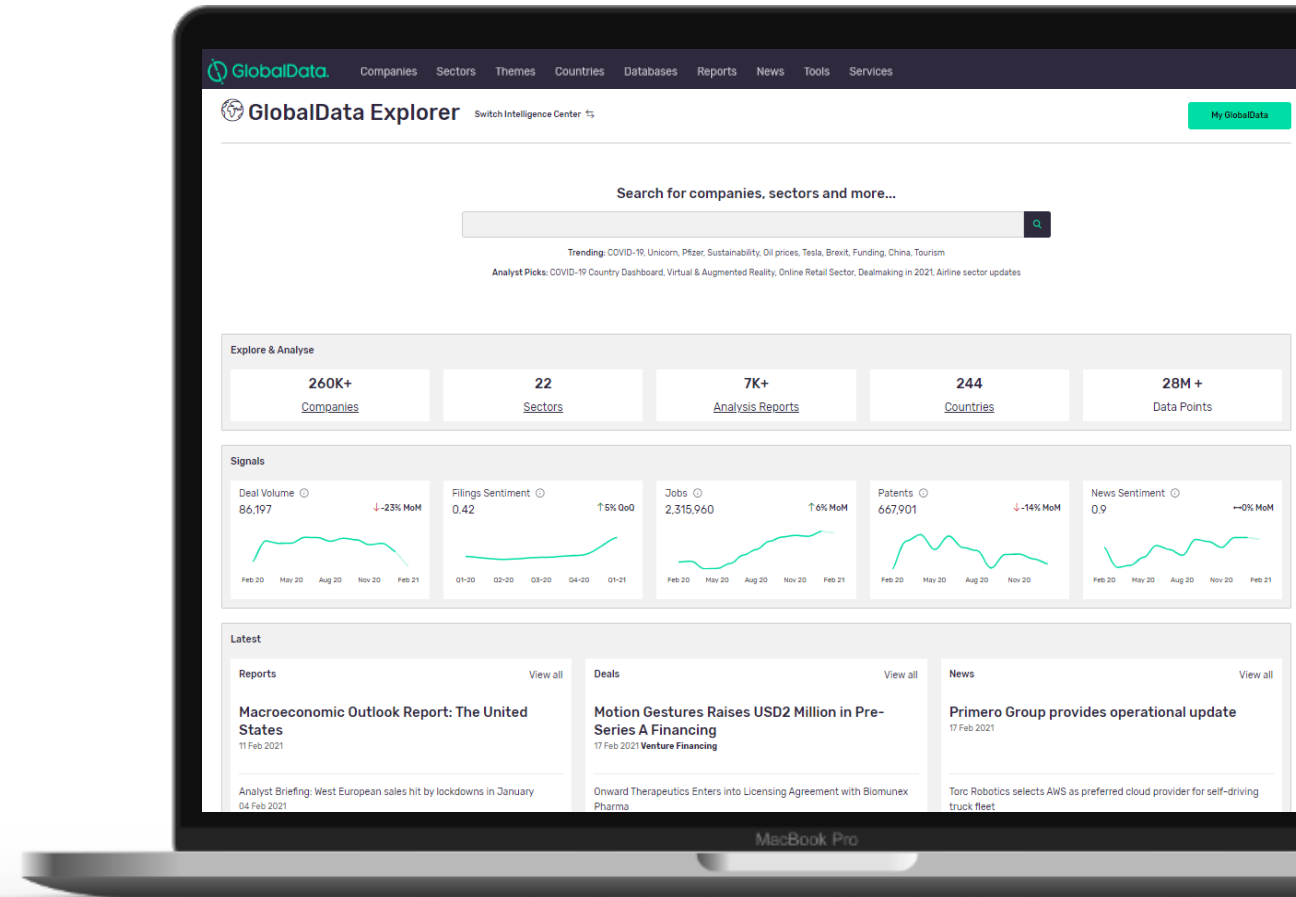 GlobalData.
Companies Sectors Themes Countries Databases Reports News Tools Services
GlobalData Explorer Switch Intelligence Center
My GlobalData
Search for companies, sectors and more...
Trending: COVID-19, Unicorn, Pfizer, Sustainability, Oil prices, Tesla, Brexit, Funding, China, Tourism
Analyst Picks: COVID-19 Country Dashboard, Virtual & Augmented Reality, Online Retail Sector, Dealmaking in 2021, Airline sector updates
Explore & Analyse
260K+
Companies
22
Sectors
7K+
Analysis Reports
244
Countries
28M +
Data Points
Signals
Deal Volume
86,197 -23% MoM
Feb 20 May 20 Aug 20 Nov 20 Feb 21
Filings Sentiment
0.42 5% QoQ
Q1-20 Q2-20 Q3-20 Q4-20 Q1-21
Jobs
2,315,960 6% MoM
Feb 20 May 20 Aug 20 Nov 20 Feb 21
Patents
667,901 -14% MoM
Feb 20 May 20 Aug 20 Nov 20
News Sentiment
0.9 0% MoM
Feb 20 May 20 Aug 20 Nov 20 Feb 21
Latest
Reports View all
Macroeconomic Outlook Report: The United
States
11 Feb 2021
Analyst Briefing: West European sales hit by lockdowns in January
04 Feb 2021
Deals View all
Motion Gestures Raises USD2 Million in Pre-
Series A Financing
17 Feb 2021 Venture Financing
Onward Therapeutics Enters into Licensing Agreement with Biomunex
Pharma
News View all
Primero Group provides operational update
17 Feb 2021
Torc Robotics selects AWS as preferred cloud provider for self-driving
truck fleet
MacBook Pro